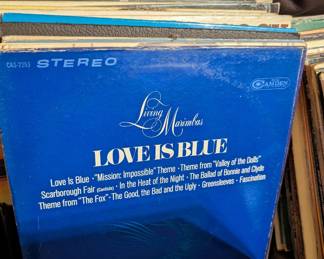 CAS-2253 STEREO
CAMDEN
Living
Marimbas
LOVE IS BLUE
Love Is Blue · "Mission: Impossible" Theme · Theme from "Valley of the Dolls"
Scarborough Fair (Canticle) · In the Heat of the Night · The Ballad of Bonnie and Clyde
Theme from "The Fox" · The Good, the Bad and the Ugly · Greensleeves · Fascination